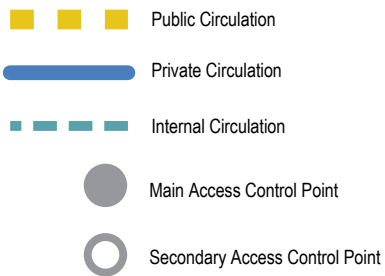 Public Circulation
Private Circulation
Internal Circulation
Main Access Control Point
Secondary Access Control Point